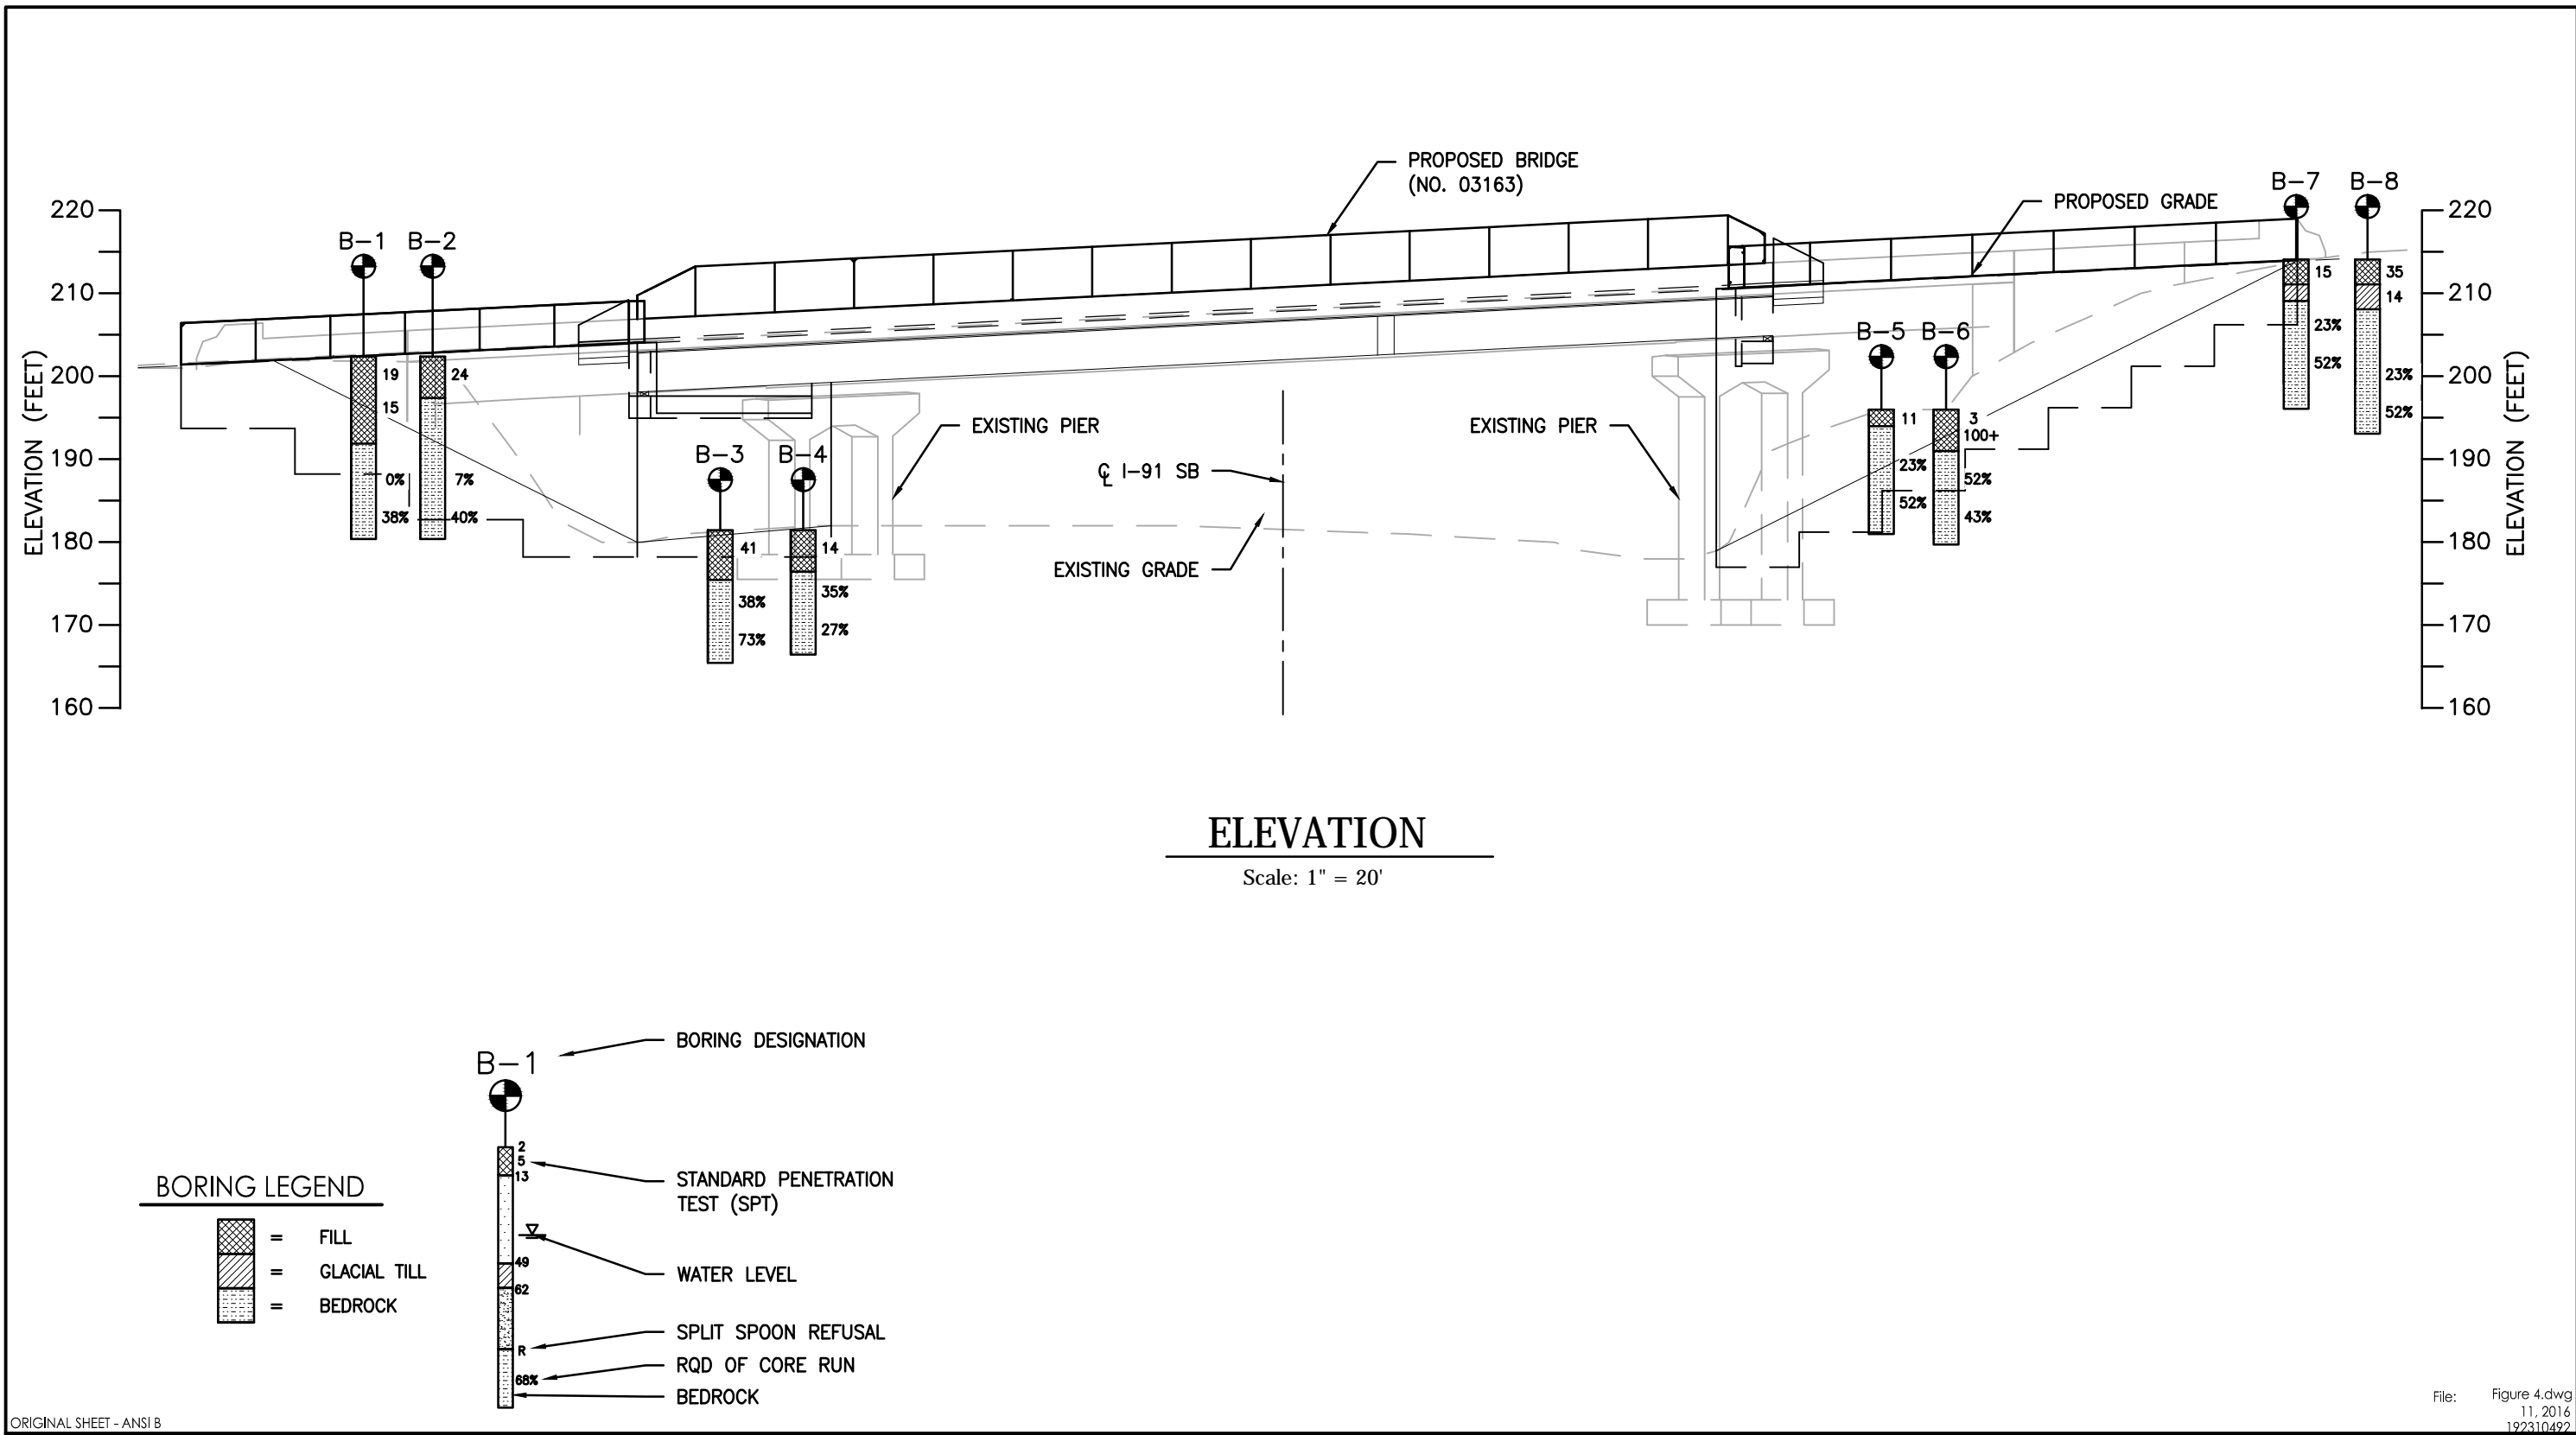 PROPOSED BRIDGE
(NO. 03163)
PROPOSED GRADE
B-7
B-8
B-1
B-2
220
210
200
190
180
170
160
ELEVATION (FEET)
220
210
200
190
180
170
160
ELEVATION (FEET)
19
15
0%
38%
24
7%
40%
B-3
B-4
41
38%
73%
14
35%
27%
EXISTING PIER
EXISTING PIER
℄ I-91 SB
EXISTING GRADE
B-5
B-6
11
23%
52%
3
100+
52%
43%
15
23%
52%
35
14
23%
52%
ELEVATION
Scale: 1" = 20'
BORING LEGEND
= FILL
= GLACIAL TILL
= BEDROCK
B-1
BORING DESIGNATION
2
5
13
STANDARD PENETRATION
TEST (SPT)
WATER LEVEL
49
62
SPLIT SPOON REFUSAL
R
RQD OF CORE RUN
68%
BEDROCK
ORIGINAL SHEET - ANSI B
File: Figure 4.dwg
11, 2016
192310492